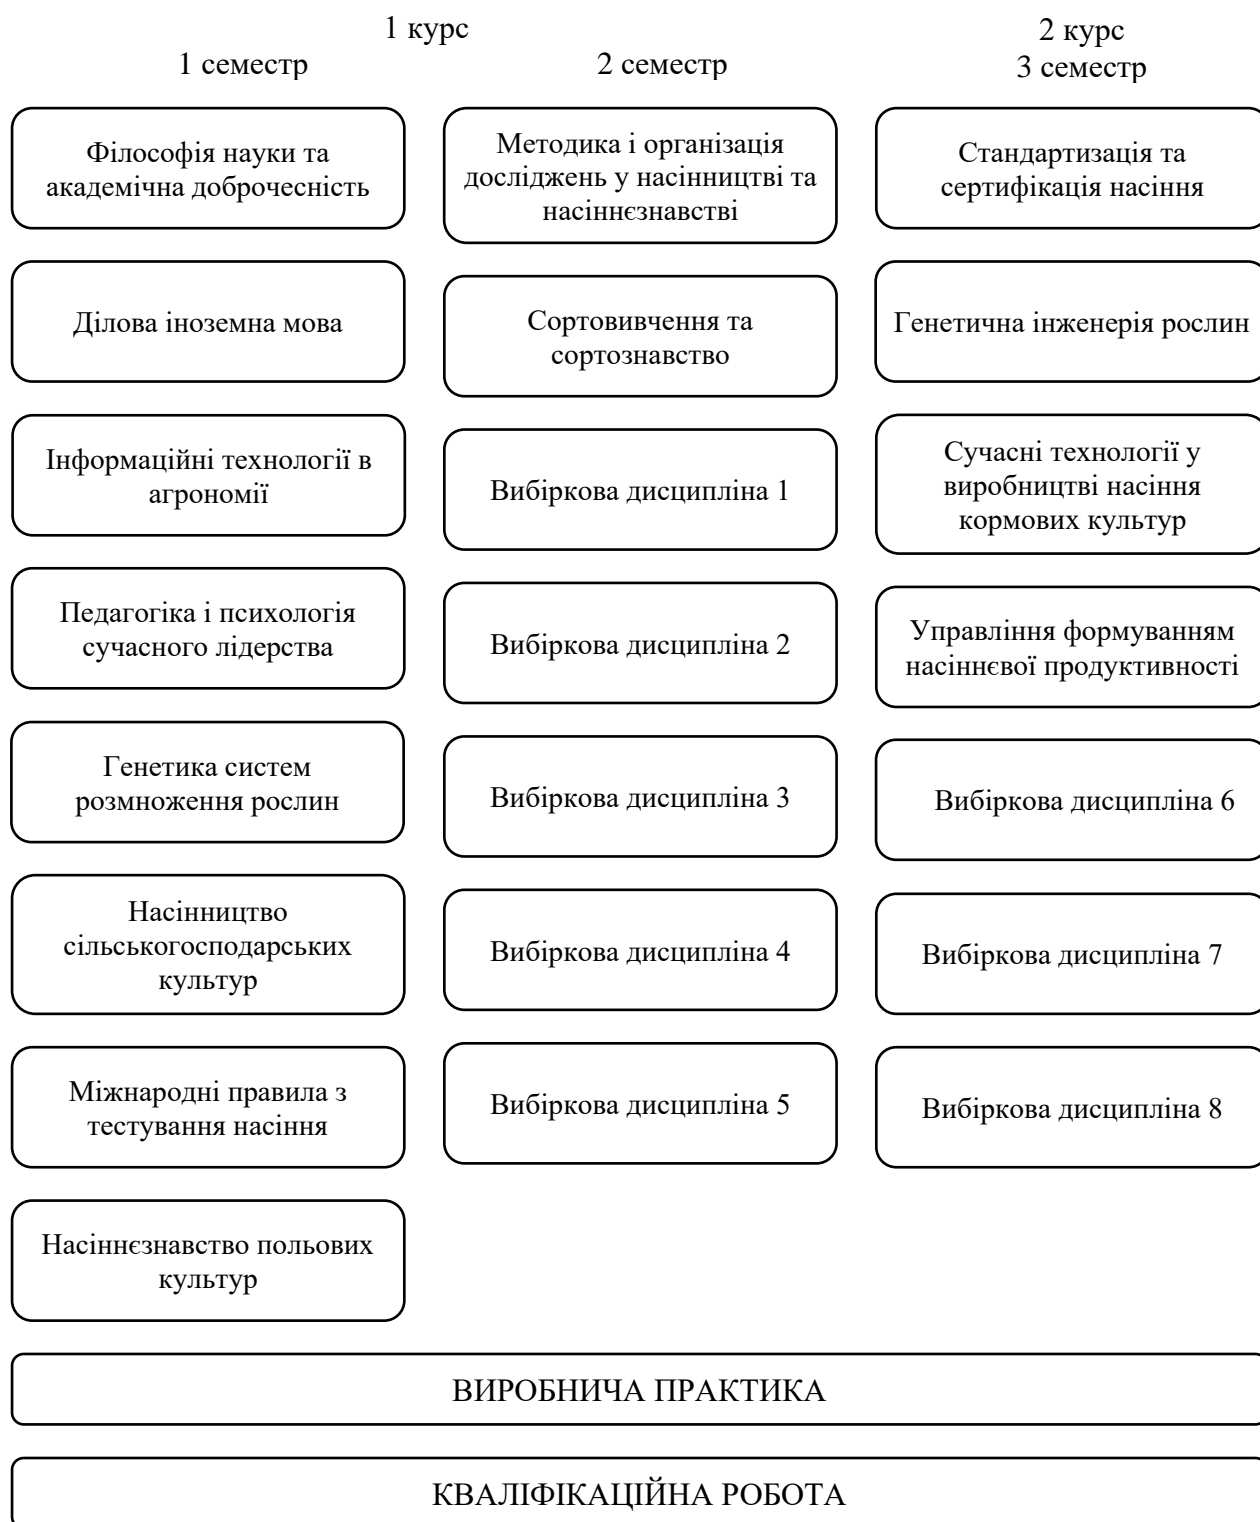 1 курс
2 курс
1 семестр
2 семестр
3 семестр
Філософія науки та
академічна доброчесність
Ділова іноземна мова
Інформаційні технології в
агрономії
Педагогіка і психологія
сучасного лідерства
Генетика систем
розмноження рослин
Насінництво
сільськогосподарських
культур
Міжнародні правила з
тестування насіння
Насіннєзнавство польових
культур
Методика і організація
досліджень у насінництві та
насіннєзнавстві
Сортовивчення та
сортознавство
Вибіркова дисципліна 1
Вибіркова дисципліна 2
Вибіркова дисципліна 3
Вибіркова дисципліна 4
Вибіркова дисципліна 5
Стандартизація та
сертифікація насіння
Генетична інженерія рослин
Сучасні технології у
виробництві насіння
кормових культур
Управління формуванням
насіннєвої продуктивності
Вибіркова дисципліна 6
Вибіркова дисципліна 7
Вибіркова дисципліна 8
ВИРОБНИЧА ПРАКТИКА
КВАЛІФІКАЦІЙНА РОБОТА